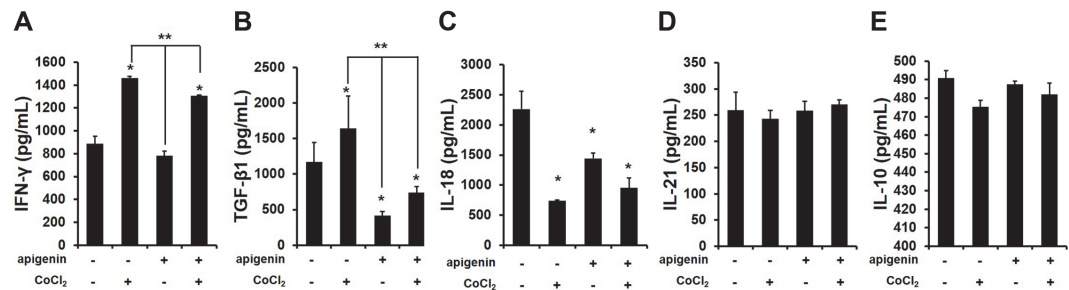 A
IFN-γ (pg/mL)
1600
1400
1200
1000
800
600
400
200
0
*
**
*
apigenin - - + +
CoCl2 - + - +
B
TGF-β1 (pg/mL)
2500
2000
1500
1000
500
0
*
**
*
*
apigenin - - + +
CoCl2 - + - +
C
IL-18 (pg/mL)
3000
2500
2000
1500
1000
500
0
*
*
*
apigenin - - + +
CoCl2 - + - +
D
IL-21 (pg/mL)
350
300
250
200
150
100
50
0
apigenin - - + +
CoCl2 - + - +
E
IL-10 (pg/mL)
500
490
480
470
460
450
440
430
420
410
400
apigenin - - + +
CoCl2 - + - +